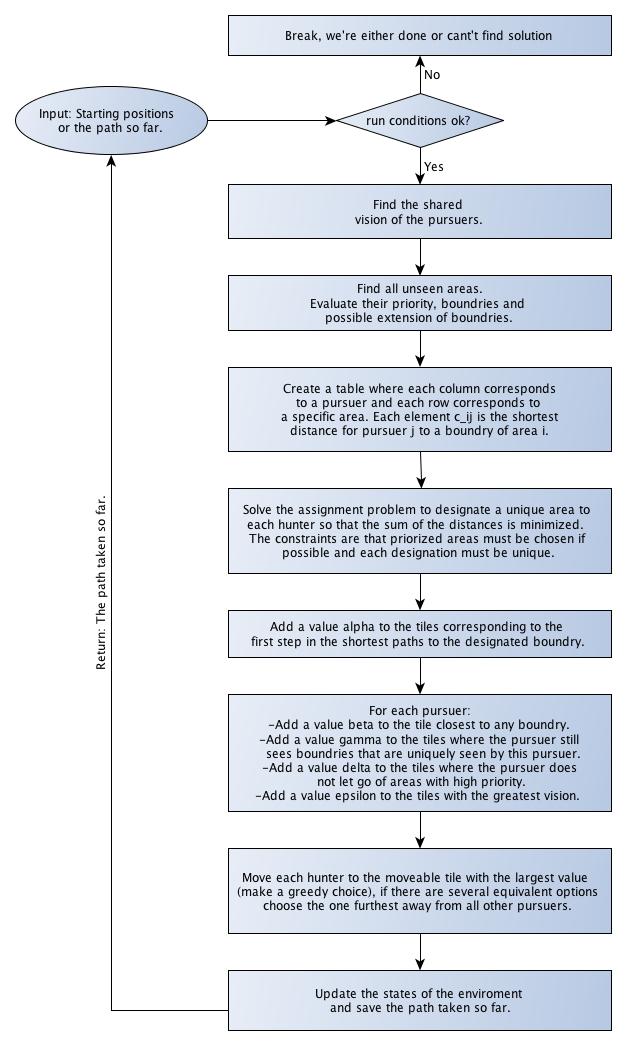 Break, we're either done or cant't find solution
No
Input: Starting positions
or the path so far.
run conditions ok?
Yes
Find the shared
vision of the pursuers.
Find all unseen areas.
Evaluate their priority, boundries and
possible extension of boundries.
Create a table where each column corresponds
to a pursuer and each row corresponds to
a specific area. Each element c_ij is the shortest
distance for pursuer j to a boundry of area i.
Solve the assignment problem to designate a unique area to
each hunter so that the sum of the distances is minimized.
The constraints are that priorized areas must be chosen if
possible and each designation must be unique.
Return: The path taken so far.
Add a value alpha to the tiles corresponding to the
first step in the shortest paths to the designated boundry.
For each pursuer:
-Add a value beta to the tile closest to any boundry.
-Add a value gamma to the tiles where the pursuer still
sees boundries that are uniquely seen by this pursuer.
-Add a value delta to the tiles where the pursuer does
not let go of areas with high priority.
-Add a value epsilon to the tiles with the greatest vision.
Move each hunter to the moveable tile with the largest value
(make a greedy choice), if there are several equivalent options
choose the one furthest away from all other pursuers.
Update the states of the enviroment
and save the path taken so far.